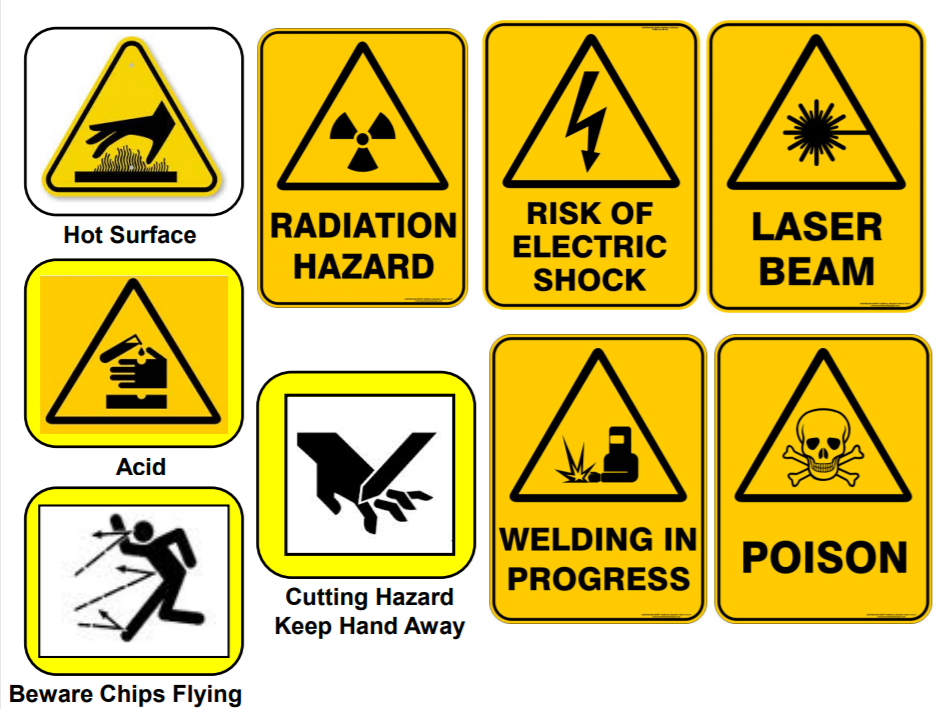 Hot Surface
RADIATION
HAZARD
RISK OF
ELECTRIC
SHOCK
LASER
BEAM
Acid
Cutting Hazard
Keep Hand Away
WELDING IN
PROGRESS
POISON
Beware Chips Flying